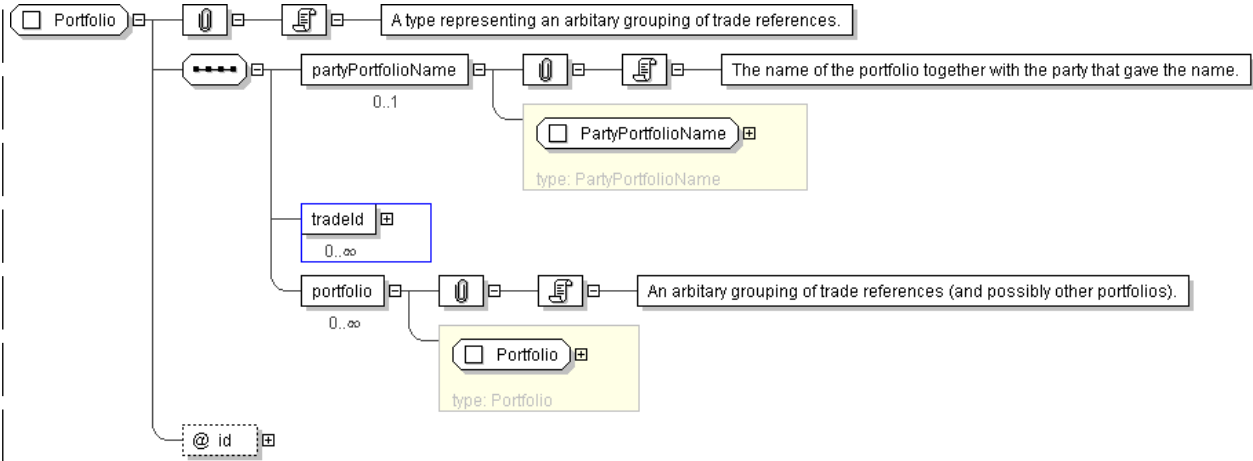 Portfolio
A type representing an arbitary grouping of trade references.
partyPortfolioName
The name of the portfolio together with the party that gave the name.
0..1
PartyPortfolioName
type: PartyPortfolioName
tradeId
0..∞
portfolio
An arbitary grouping of trade references (and possibly other portfolios).
0..∞
Portfolio
type: Portfolio
@ id